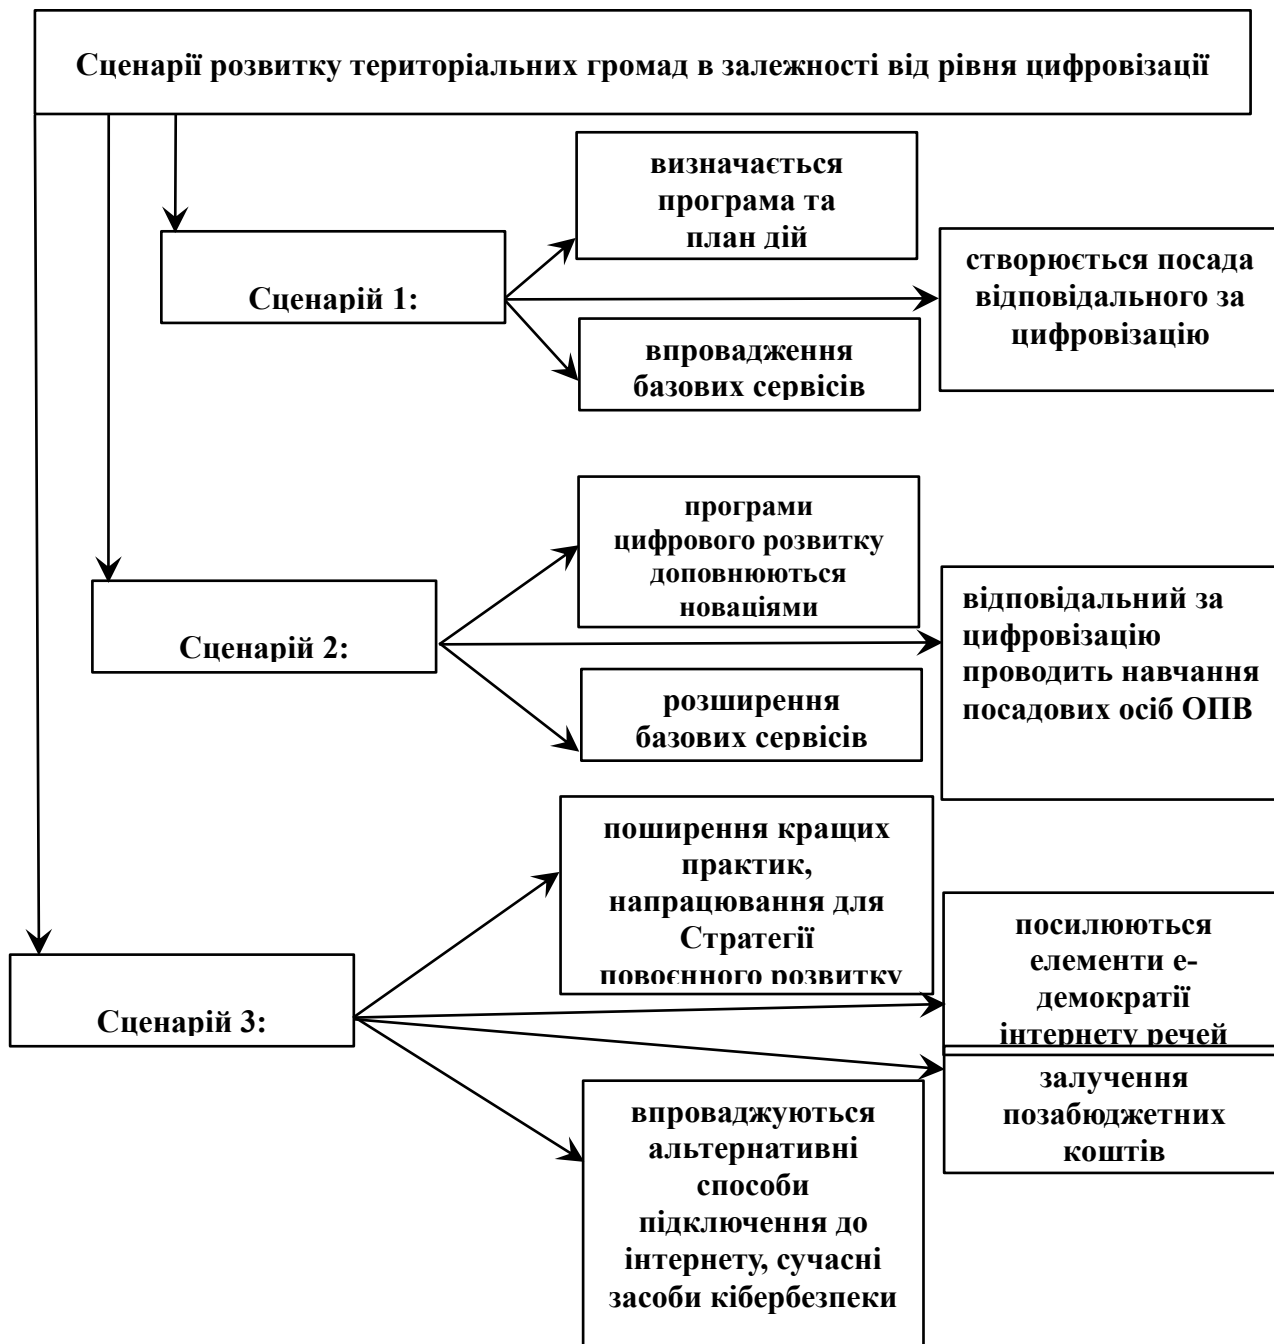 Сценарії розвитку територіальних громад в залежності від рівня цифровізації
Сценарій 1:
визначається
програма та
план дій
створюється посада
відповідального за
цифровізацію
впровадження
базових сервісів
Сценарій 2:
програми
цифрового розвитку
доповнюються
новаціями
відповідальний за
цифровізацію
проводить навчання
посадових осіб ОПВ
розширення
базових сервісів
Сценарій 3:
поширення кращих
практик,
напрацювання для
Стратегії
повоєнного розвитку
посилюються
елементи е-
демократії
інтернету речей
залучення
позабюджетних
коштів
впроваджуються
альтернативні
способи
підключення до
інтернету, сучасні
засоби кібербезпеки